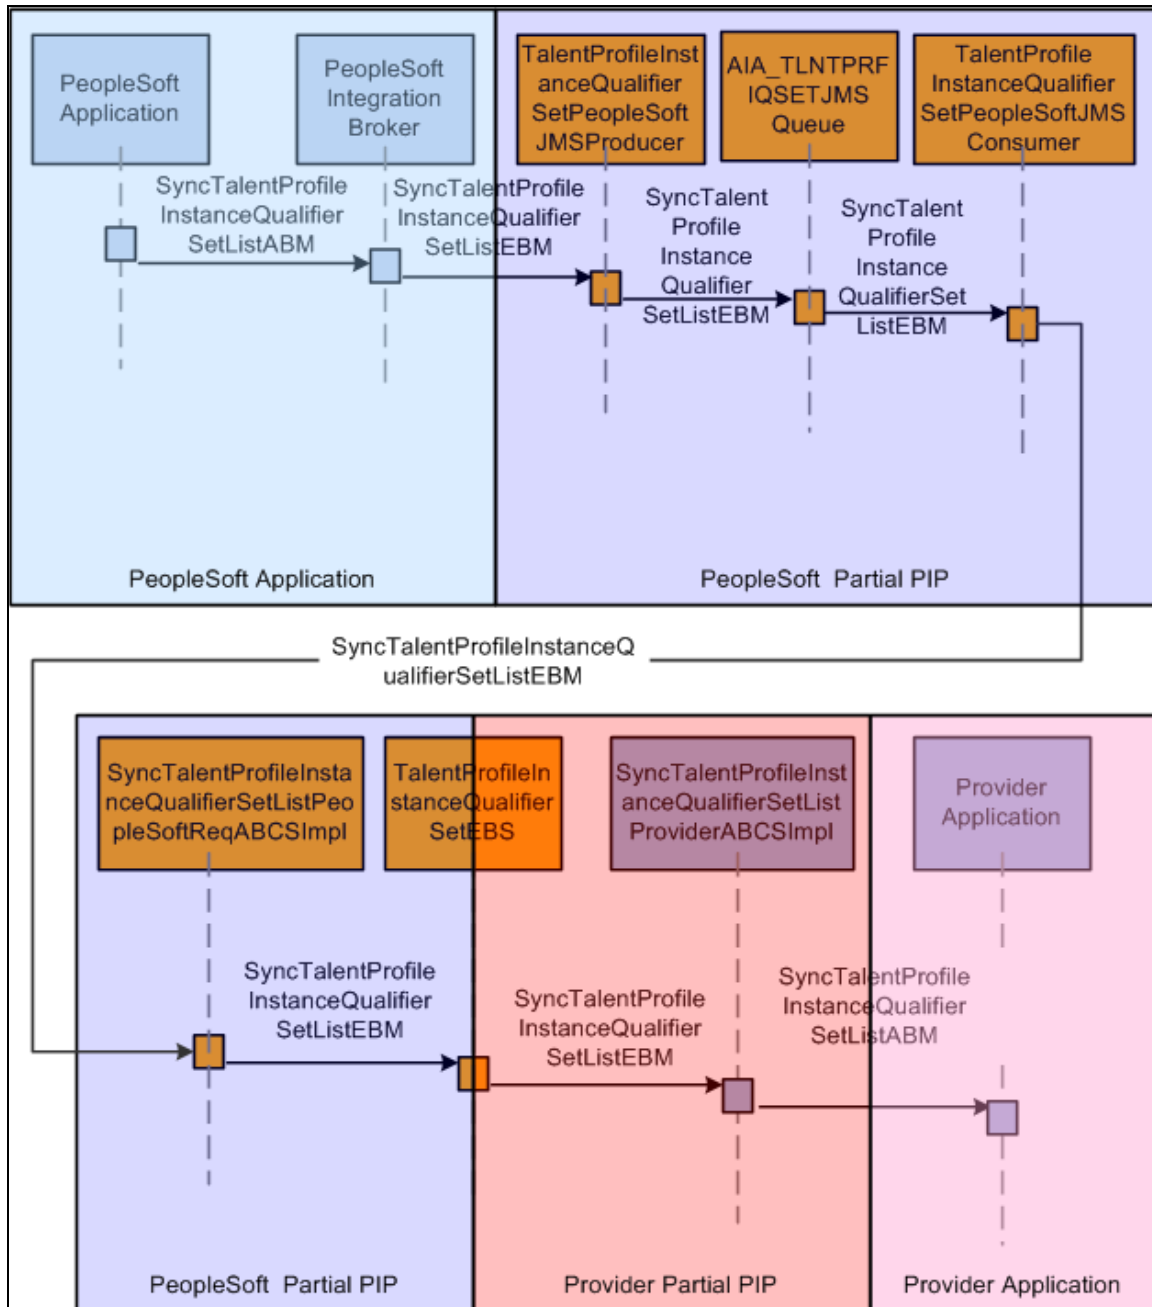 PeopleSoft
Application
PeopleSoft
Integration
Broker
TalentProfileInst
anceQualifier
SetPeopleSoft
JMSProducer
AIA_TLNTPRF
IQSETJMS
Queue
TalentProfile
InstanceQualifier
SetPeopleSoftJMS
Consumer
SyncTalentProfile
InstanceQualifier
SetListABM
SyncTalentProfile
InstanceQualifier
SetListEBM
SyncTalent
Profile
Instance
Qualifier
SetListEBM
SyncTalent
Profile
Instance
QualifierSet
ListEBM
PeopleSoft Application
PeopleSoft Partial PIP
SyncTalentProfileInstanceQ
ualifierSetListEBM
SyncTalentProfileInsta
nceQualifierSetListPeo
pleSoftReqABCSImpl
TalentProfileIn
stanceQualifier
SetEBS
SyncTalentProfileInst
anceQualifierSetList
ProviderABCSImpl
Provider
Application
SyncTalentProfile
InstanceQualifier
SetListEBM
SyncTalentProfile
InstanceQualifier
SetListEBM
SyncTalentProfile
InstanceQualifier
SetListABM
PeopleSoft Partial PIP
Provider Partial PIP
Provider Application